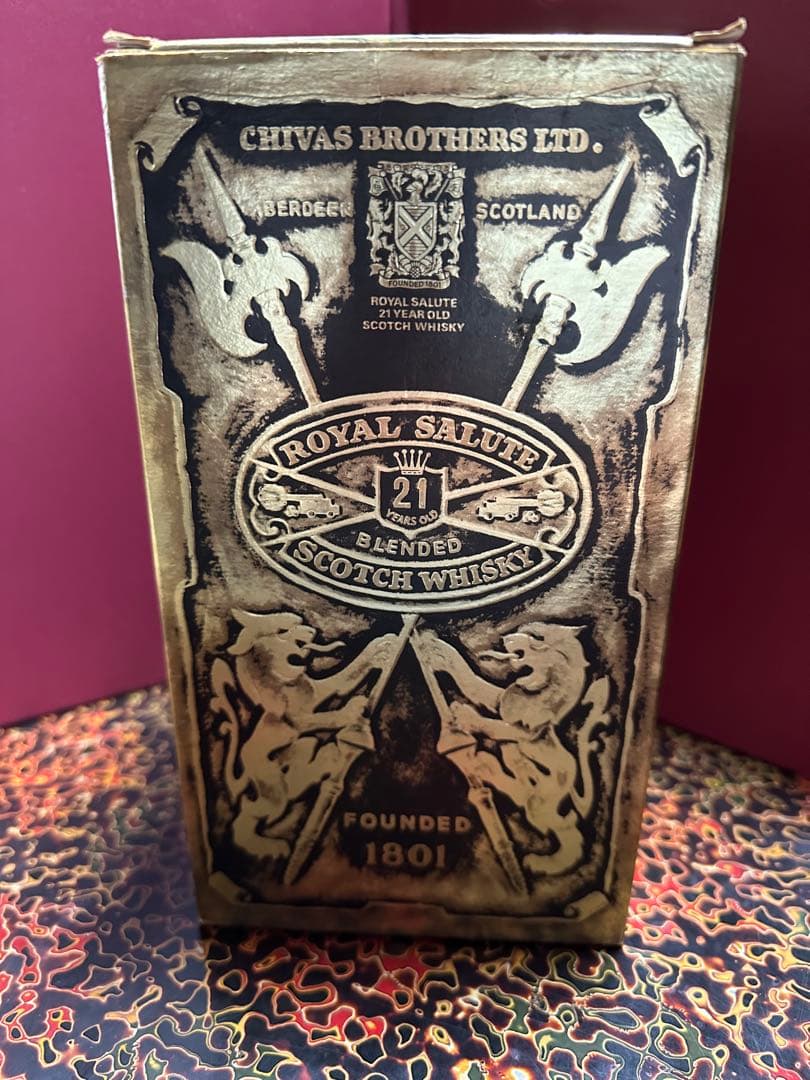 CHIVAS BROTHERS LTD.
ABERDEEN SCOTLAND
FOUNDED 1801
ROYAL SALUTE
21 YEAR OLD
SCOTCH WHISKY
ROYAL SALUTE
21
YEARS OLD
BLENDED
SCOTCH WHISKY
FOUNDED
1801